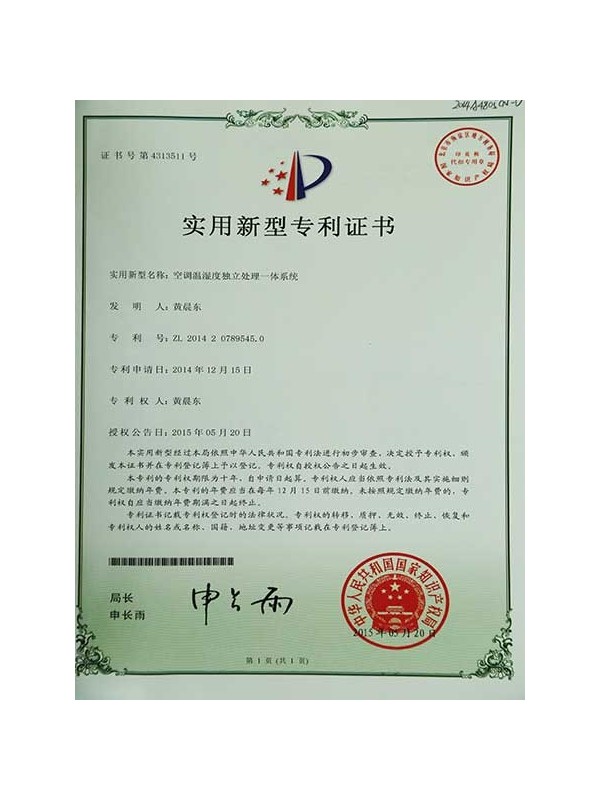 证书号第4313511号
实用新型专利证书
实用新型名称：空调温湿度独立处理一体系统
发 明 人：黄晨东
专 利 号：ZL 2014 2 0789545.0
专利申请日：2014年12月15日
专 利 权 人：黄晨东
授权公告日：2015年05月20日
本实用新型经过本局依照中华人民共和国专利法进行初步审查，决定授予专利权，颁
发本证书并在专利登记簿上予以登记。专利权自授权公告之日起生效。
本专利的专利权期限为十年，自申请日起算。专利权人应当依照专利法及其实施细则
规定缴纳年费。本专利的年费应当在每年12月15日前缴纳。未按照规定缴纳年费的，专
利权自应当缴纳年费期满之日起终止。
专利证书记载专利权登记时的法律状况。专利权的转移、质押、无效、终止、恢复和
专利权人的姓名或名称、国籍、地址变更等事项记载在专利登记簿上。
局长
申长雨
申长雨
中华人民共和国国家知识产权局
2015年05月20日
第1页(共1页)